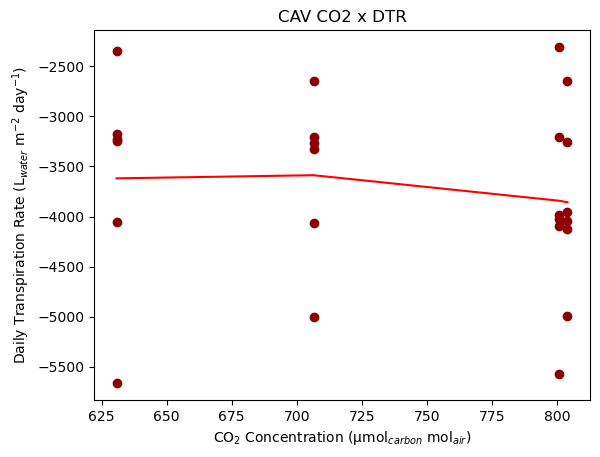 CAV CO2 x DTR
Daily Transpiration Rate (L_water m⁻² day⁻¹)
−2500
−3000
−3500
−4000
−4500
−5000
−5500
625 650 675 700 725 750 775 800
CO₂ Concentration (μmol_carbon mol_air)